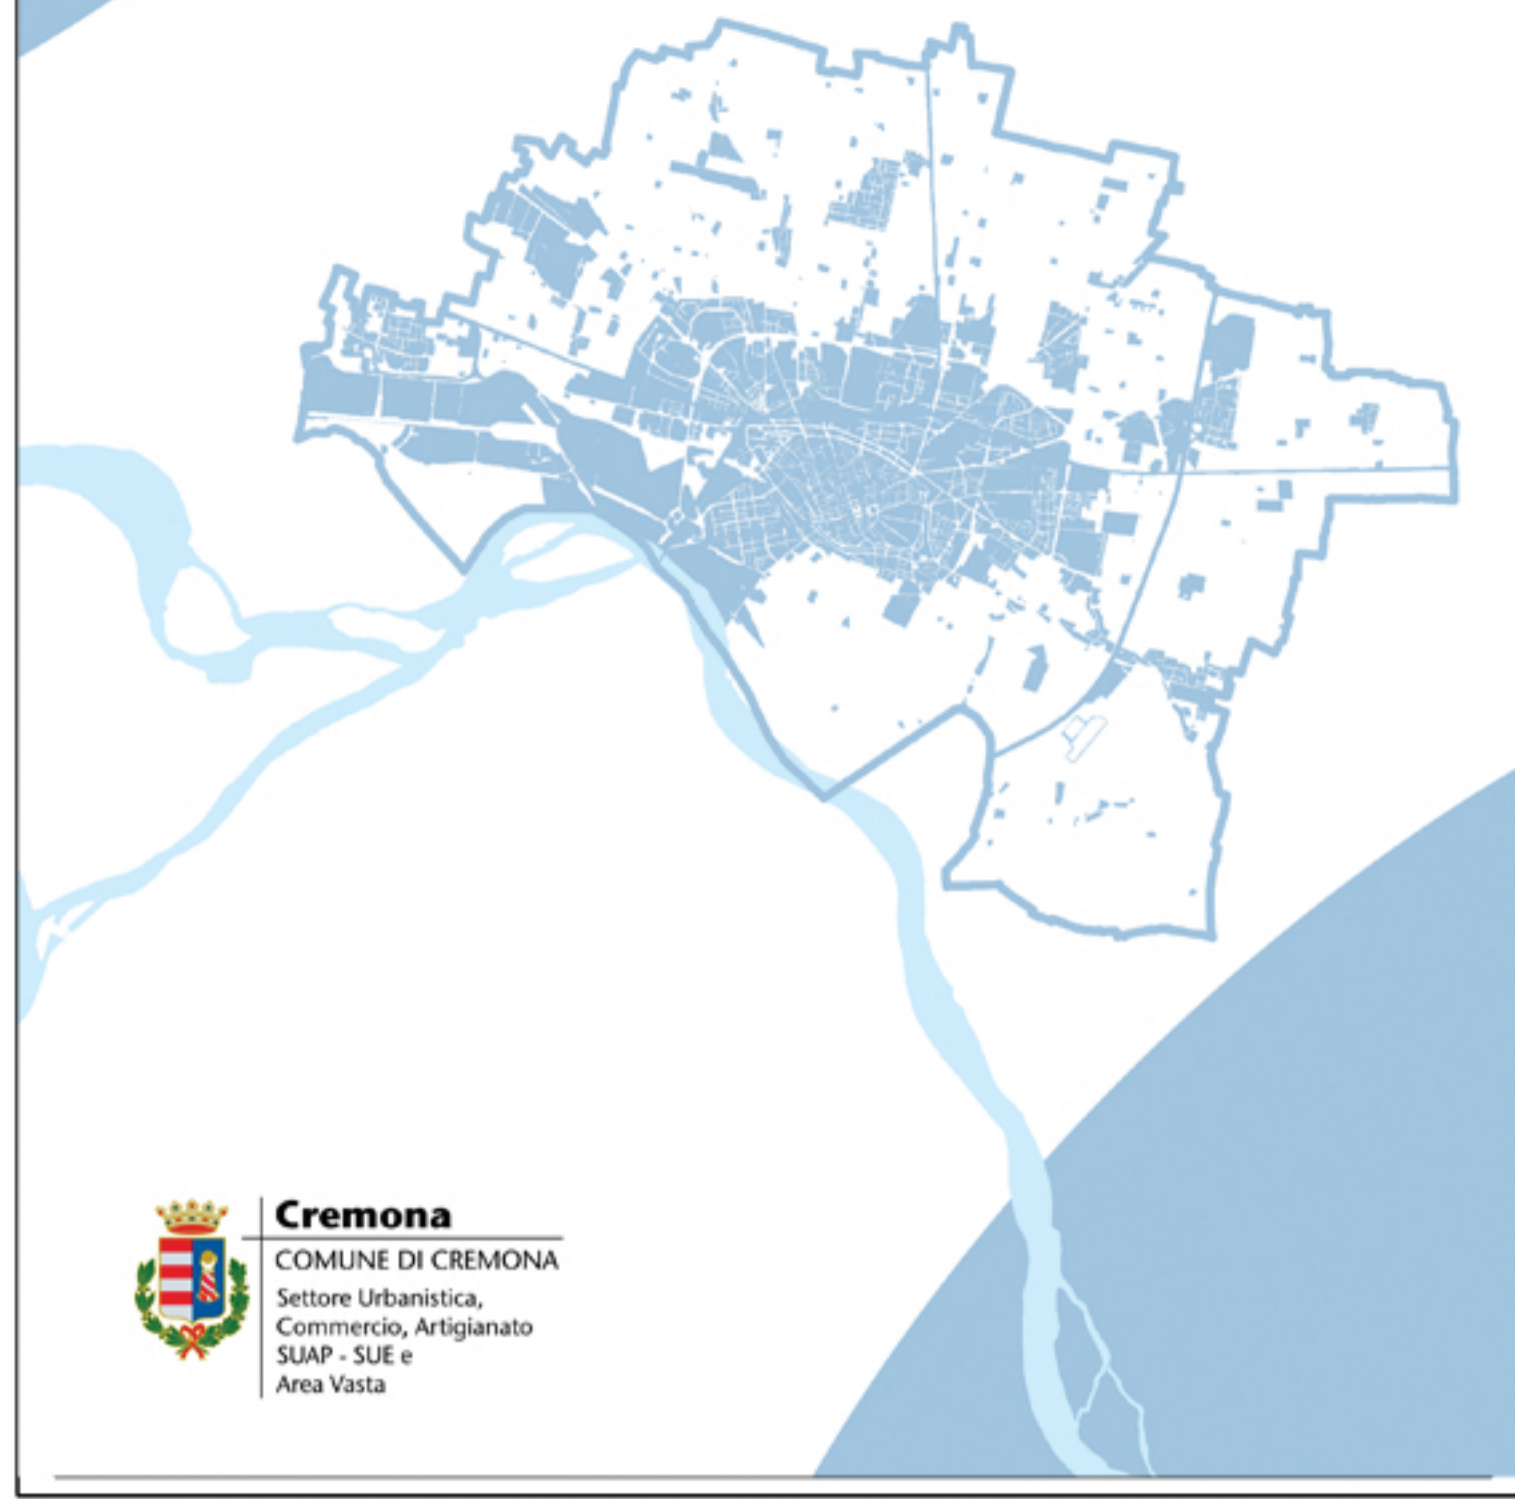 Cremona
COMUNE DI CREMONA
Settore Urbanistica,
Commercio, Artigianato
SUAP - SUE e
Area Vasta